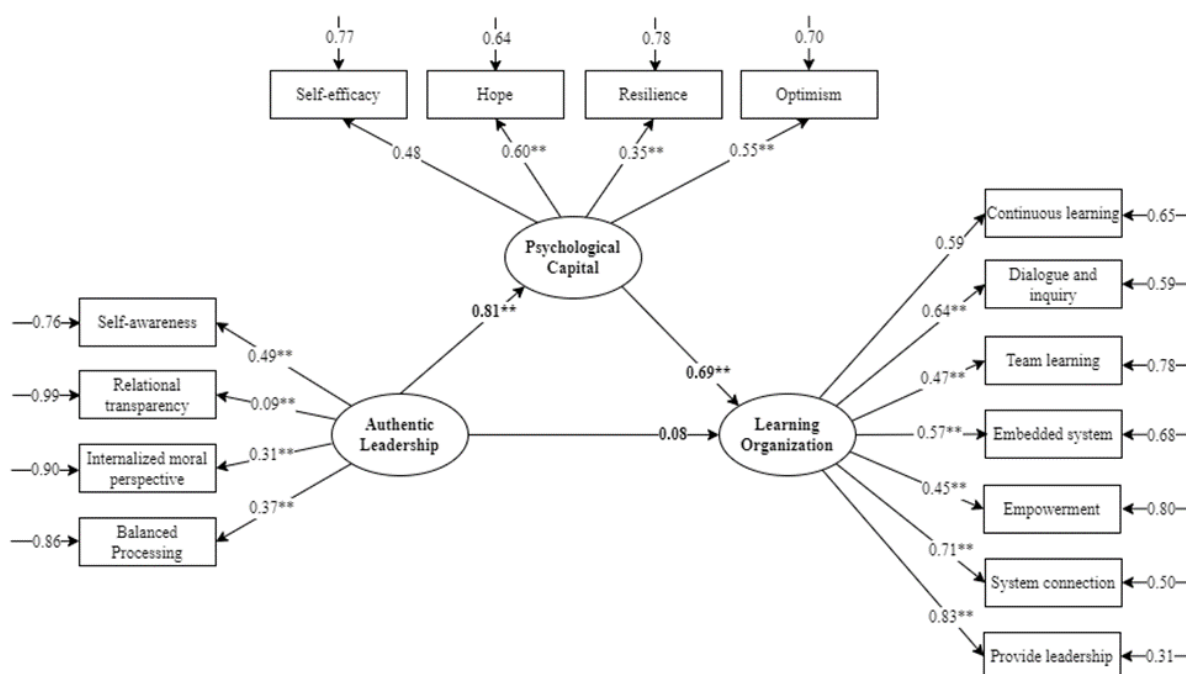 0.77
0.64
0.78
0.70
Self-efficacy
Hope
Resilience
Optimism
0.48
0.60**
0.35**
0.55**
Psychological
Capital
0.81**
0.69**
0.76
Self-awareness
0.49**
0.99
Relational
transparency
0.09**
0.90
Internalized moral
perspective
0.31**
0.86
Balanced
Processing
0.37**
Authentic
Leadership
0.08
Learning
Organization
0.59
Continuous learning
0.65
0.64**
Dialogue and
inquiry
0.59
0.47**
Team learning
0.78
0.57**
Embedded system
0.68
0.45**
Empowerment
0.80
0.71**
System connection
0.50
0.83**
Provide leadership
0.31